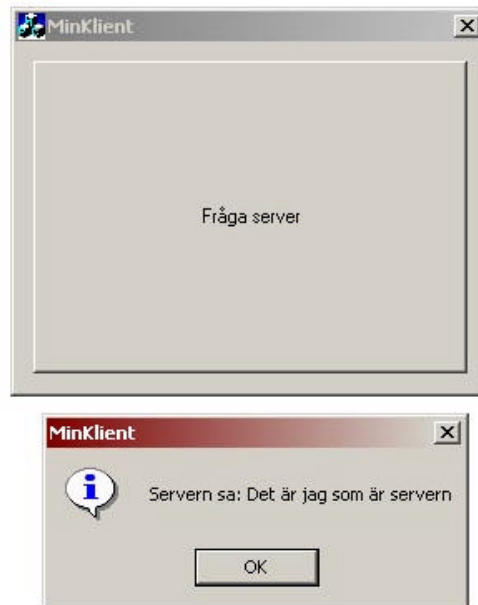 MinKlient
Fråga server
MinKlient
Servern sa: Det är jag som är servern
OK